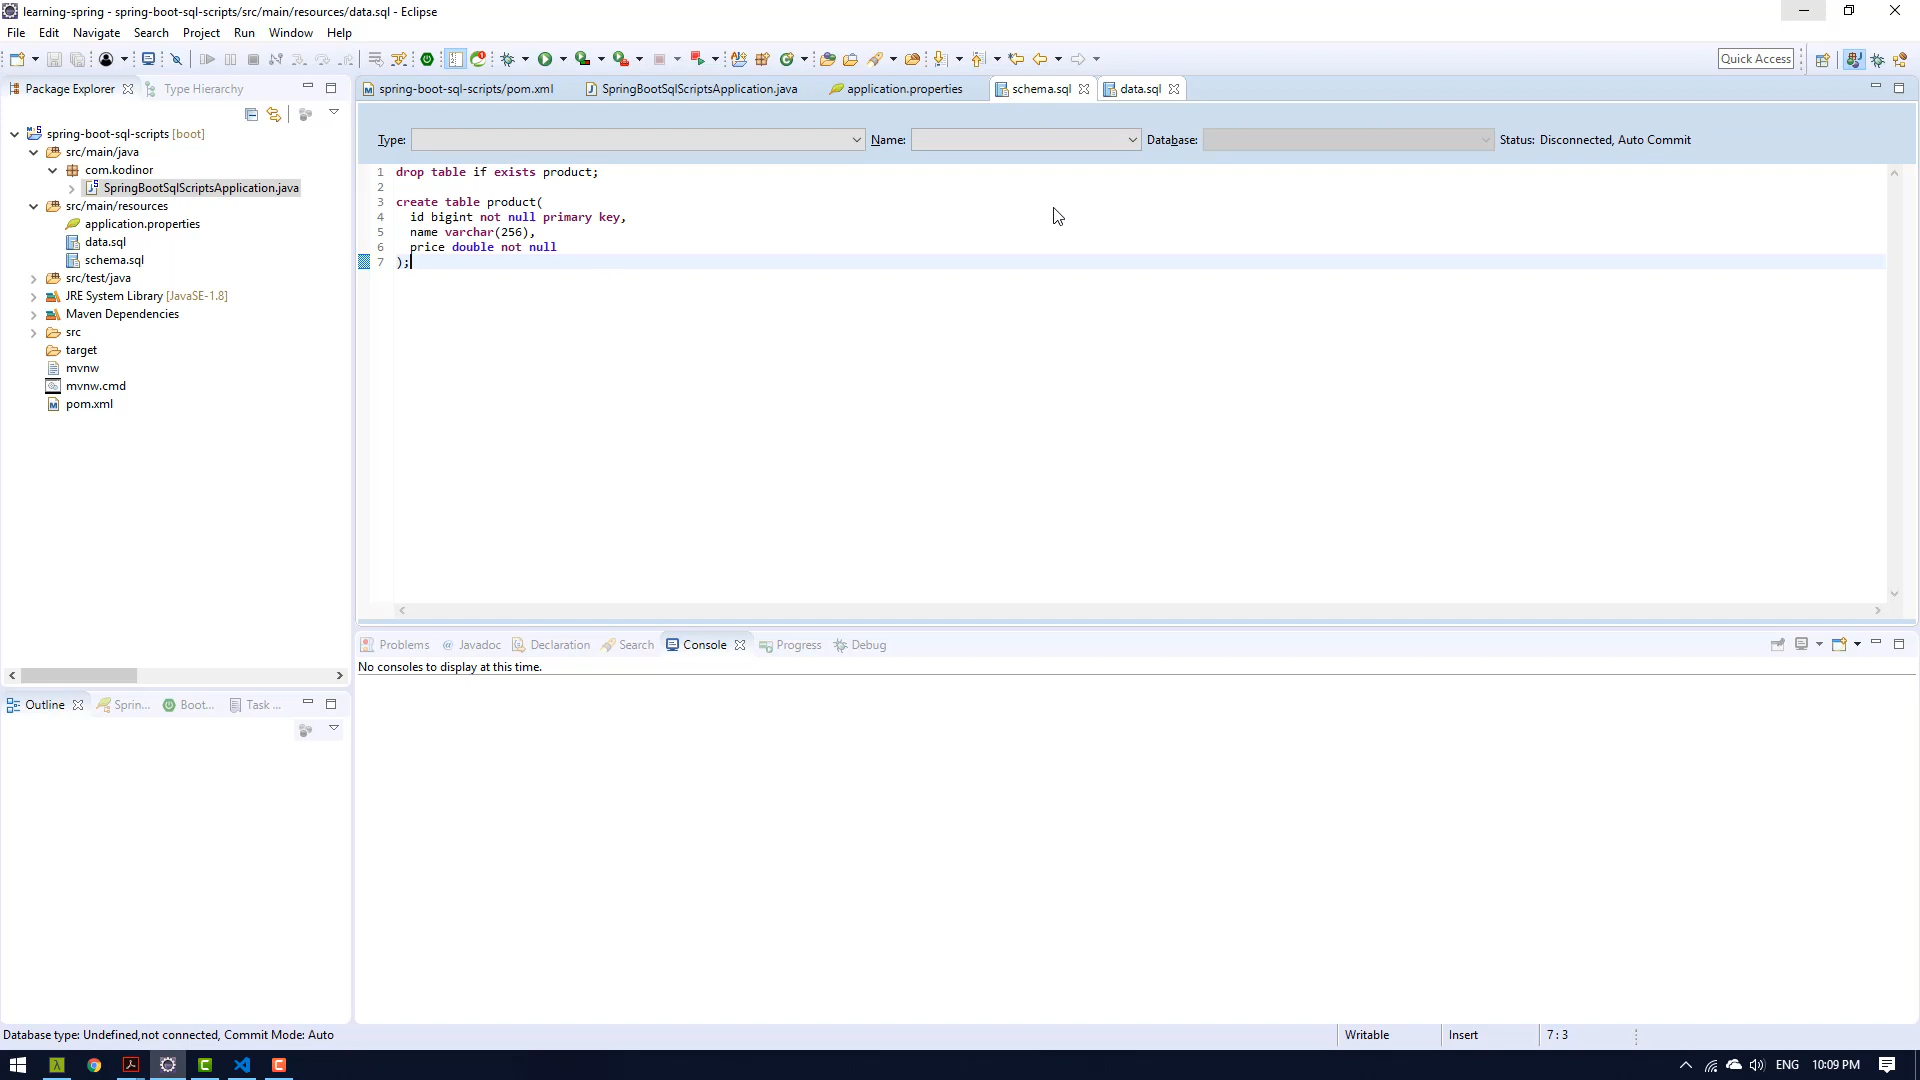 learning-spring - spring-boot-sql-scripts/src/main/resources/data.sql - Eclipse
File Edit Navigate Search Project Run Window Help
Quick Access
Package Explorer
Type Hierarchy
spring-boot-sql-scripts [boot]
src/main/java
com.kodinor
SpringBootSqlScriptsApplication.java
src/main/resources
application.properties
data.sql
schema.sql
src/test/java
JRE System Library [JavaSE-1.8]
Maven Dependencies
src
target
mvnw
mvnw.cmd
pom.xml
spring-boot-sql-scripts/pom.xml
SpringBootSqlScriptsApplication.java
application.properties
schema.sql
data.sql
Type:
Name:
Database:
Status: Disconnected, Auto Commit
1 drop table if exists product;
2
3 create table product(
4 id bigint not null primary key,
5 name varchar(256),
6 price double not null
7 );
Problems
Javadoc
Declaration
Search
Console
Progress
Debug
No consoles to display at this time.
Outline
Sprin...
Boot...
Task ...
Database type: Undefined,not connected, Commit Mode: Auto
Writable
Insert
7 : 3
ENG
10:09 PM